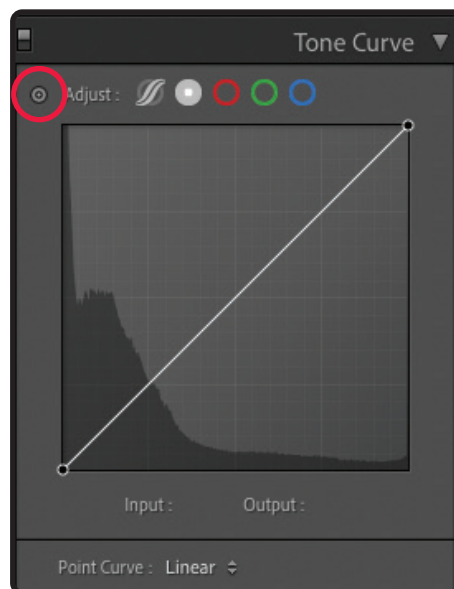 Tone Curve
Adjust :
Input : Output :
Point Curve : Linear